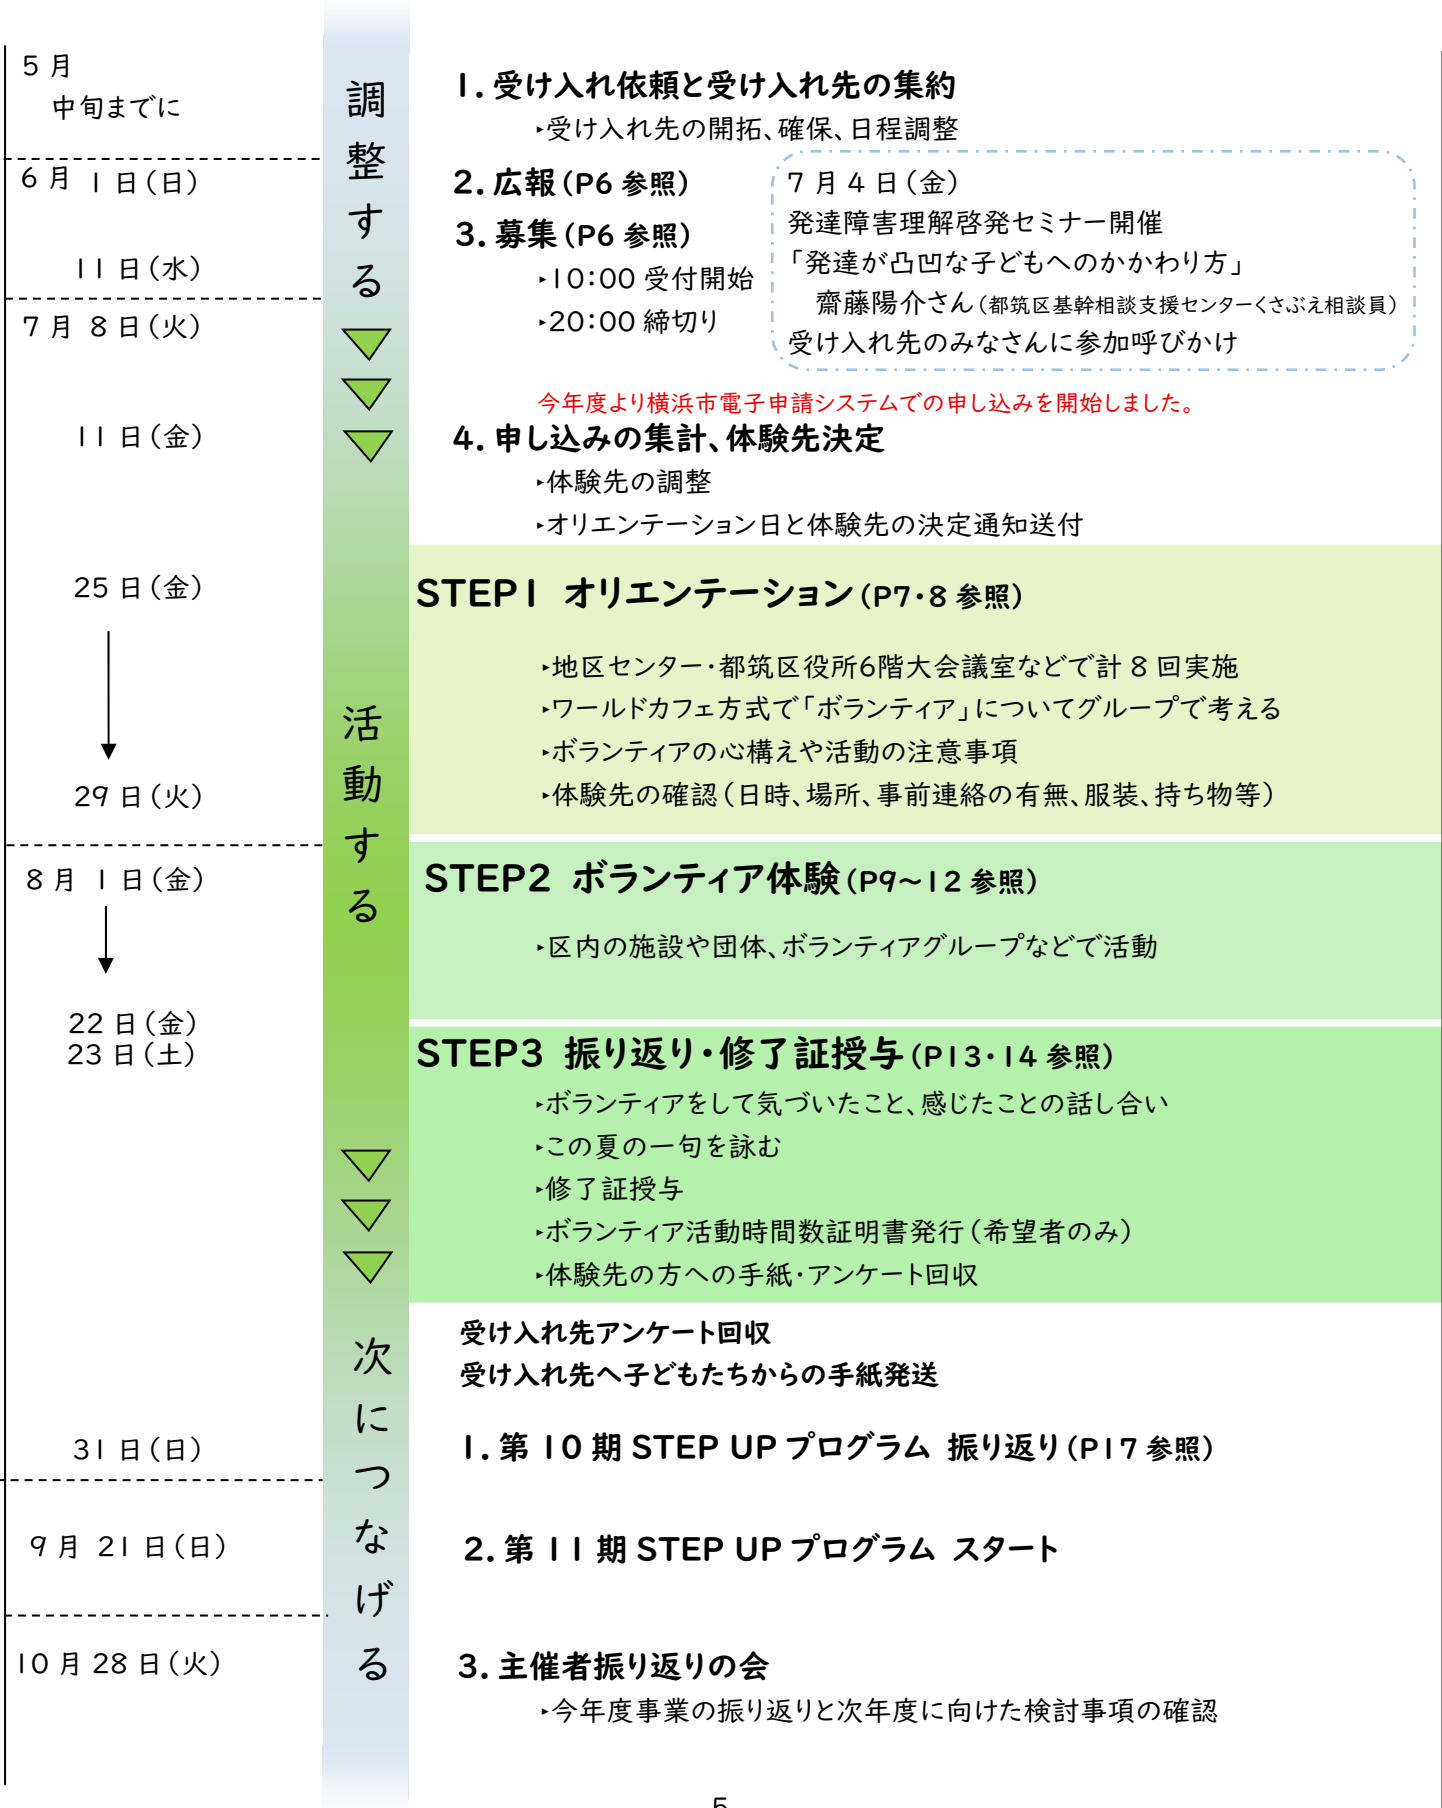 5月
中旬までに
1.受け入れ依頼と受け入れ先の集約
‣受け入れ先の開拓、確保、日程調整
調整する
6月 1日(日)
2.広報(P6 参照)
3.募集(P6 参照)
11日(水)
‣10:00 受付開始
7月 8日(火)
‣20:00 締切り
7月4日(金)
発達障害理解啓発セミナー開催
「発達が凸凹な子どもへのかかわり方」
齋藤陽介さん(都筑区基幹相談支援センターくさぶえ相談員)
受け入れ先のみなさんに参加呼びかけ
今年度より横浜市電子申請システムでの申し込みを開始しました。
11日(金)
4.申し込みの集計、体験先決定
‣体験先の調整
‣オリエンテーション日と体験先の決定通知送付
活動する
25日(金)
29日(火)
STEP1 オリエンテーション(P7・8 参照)
‣地区センター・都筑区役所6階大会議室などで計8回実施
‣ワールドカフェ方式で「ボランティア」についてグループで考える
‣ボランティアの心構えや活動の注意事項
‣体験先の確認(日時、場所、事前連絡の有無、服装、持ち物等)
8月 1日(金)
22日(金)
STEP2 ボランティア体験(P9~12 参照)
‣区内の施設や団体、ボランティアグループなどで活動
23日(土)
STEP3 振り返り・修了証授与(P13・14 参照)
‣ボランティアをして気づいたこと、感じたことの話し合い
‣この夏の一句を詠む
‣修了証授与
‣ボランティア活動時間数証明書発行(希望者のみ)
‣体験先の方への手紙・アンケート回収
次につなげる
受け入れ先アンケート回収
受け入れ先へ子どもたちからの手紙発送
31日(日)
1.第10期 STEP UPプログラム 振り返り(P17 参照)
9月 21日(日)
2.第11期 STEP UPプログラム スタート
10月28日(火)
3.主催者振り返りの会
‣今年度事業の振り返りと次年度に向けた検討事項の確認
5